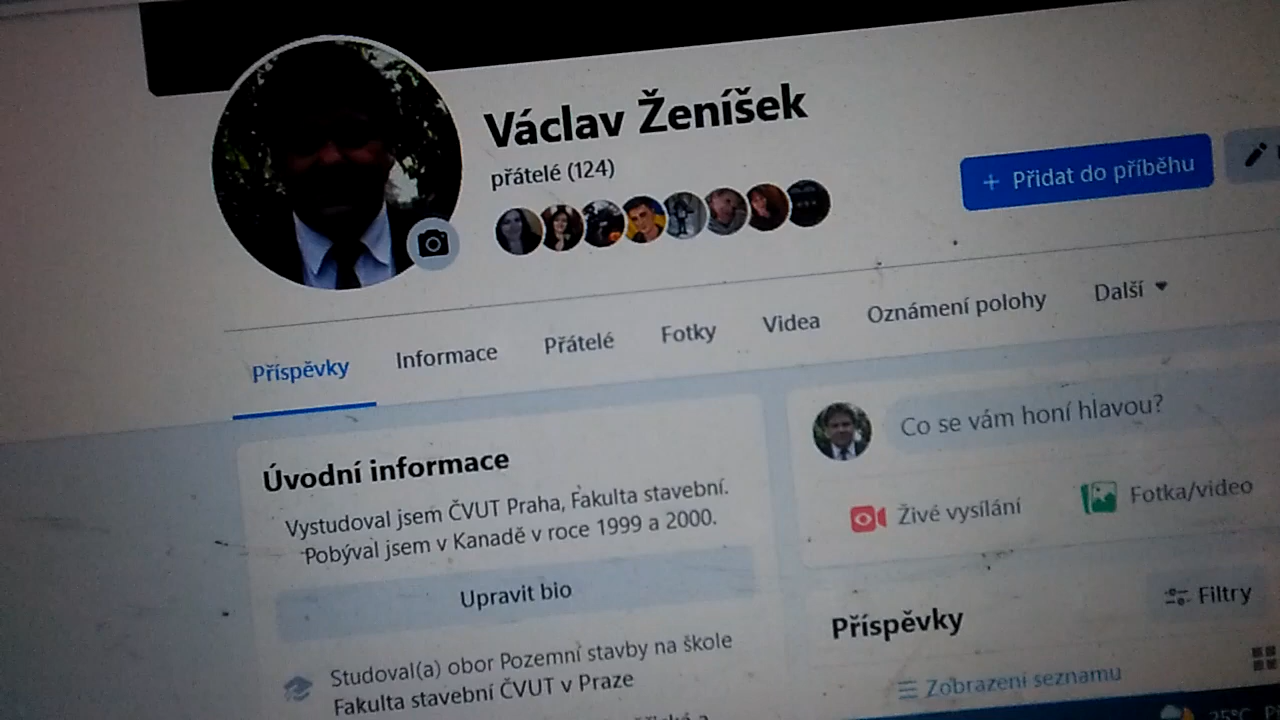 Václav Ženíšek
přátelé (124)
+ Přidat do příběhu
Příspěvky
Informace
Přátelé
Fotky
Videa
Oznámení polohy
Další
Úvodní informace
Vystudoval jsem ČVUT Praha, Fakulta stavební.
Pobýval jsem v Kanadě v roce 1999 a 2000.
Upravit bio
Studoval(a) obor Pozemní stavby na škole
Fakulta stavební ČVUT v Praze
Co se vám honí hlavou?
Živé vysílání
Fotka/video
Příspěvky
Filtry
Zobrazení seznamu
25°C